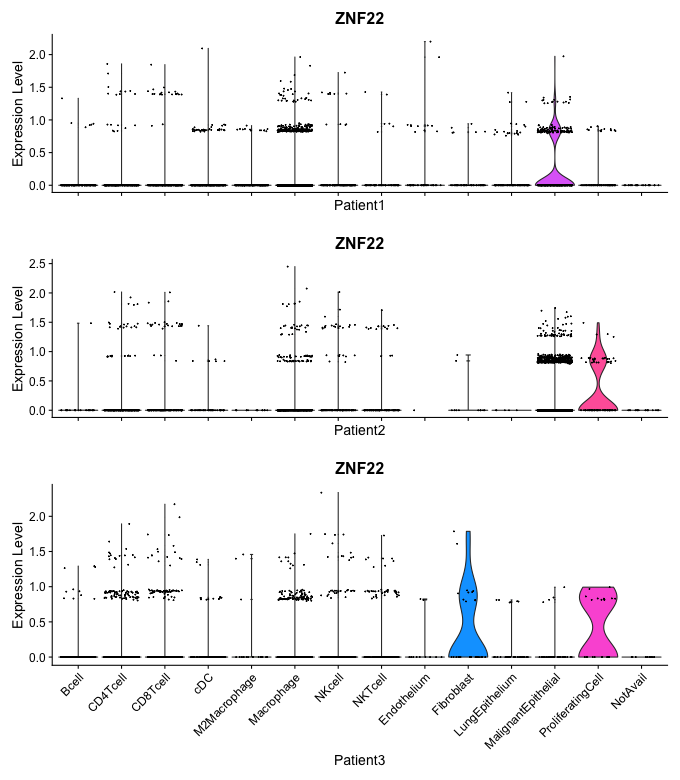 ZNF22
Expression Level
2.0
1.5
1.0
0.5
0.0
Patient1
ZNF22
Expression Level
2.5
2.0
1.5
1.0
0.5
0.0
Patient2
ZNF22
Expression Level
2.0
1.5
1.0
0.5
0.0
Bcell
CD4Tcell
CD8Tcell
cDC
M2Macrophage
Macrophage
NKcell
NKTcell
Endothelium
Fibroblast
LungEpithelium
MalignantEpithelial
ProliferatingCell
NotAvail
Patient3